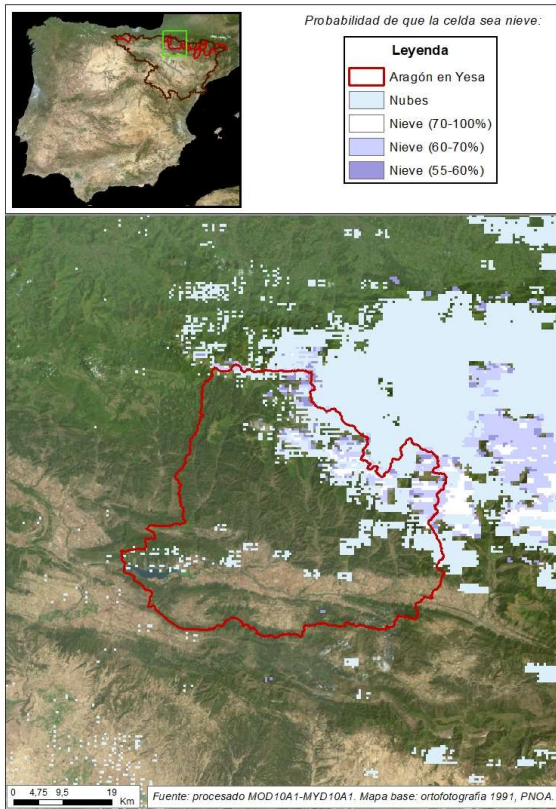 Probabilidad de que la celda sea nieve:
Leyenda
Aragón en Yesa
Nubes
Nieve (70-100%)
Nieve (60-70%)
Nieve (55-60%)
0 4,75 9,5 19
Km
Fuente: procesado MOD10A1-MYD10A1. Mapa base: ortofotografia 1991, PNOA